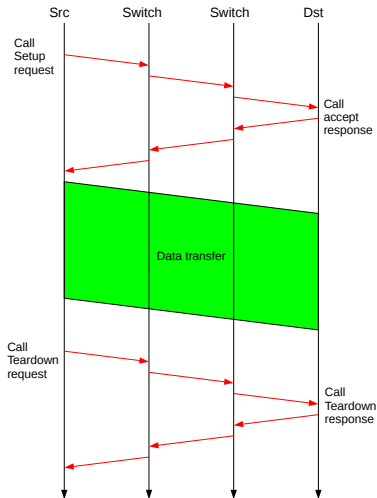 Src Switch Switch Dst
Call
Setup
request
Call
accept
response
Data transfer
Call
Teardown
request
Call
Teardown
response